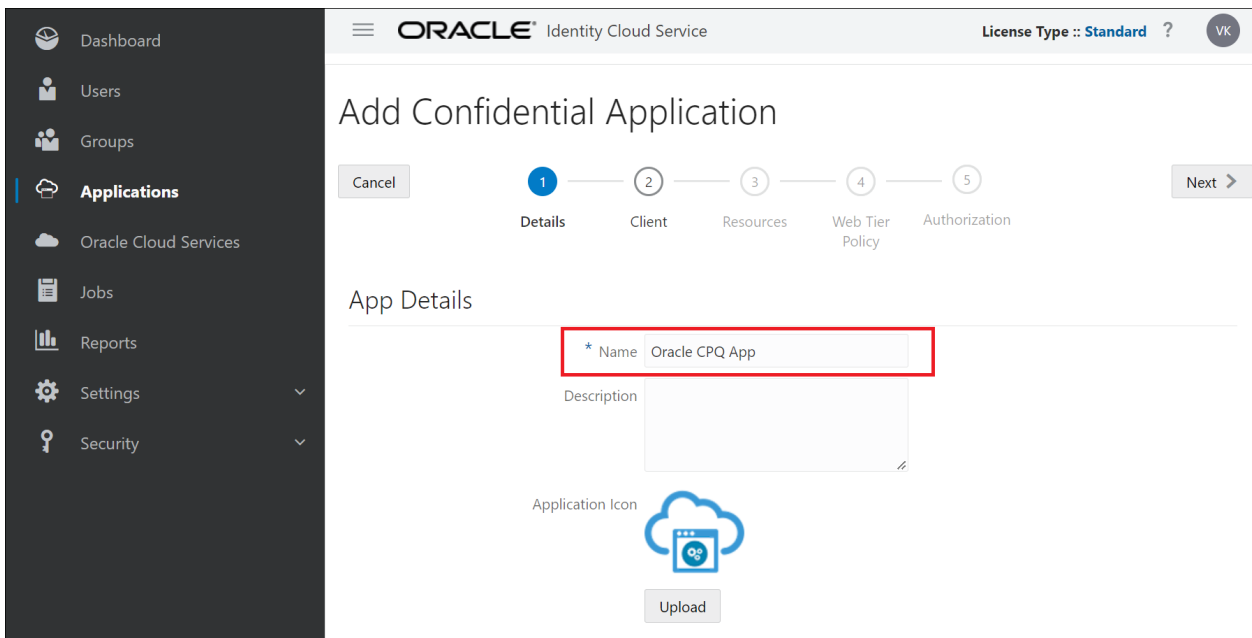 Dashboard
Users
Groups
Applications
Oracle Cloud Services
Jobs
Reports
Settings
Security
ORACLE® Identity Cloud Service
License Type :: Standard ?
VK
Add Confidential Application
Cancel
1
2
3
4
5
Details
Client
Resources
Web Tier
Policy
Authorization
Next
App Details
* Name Oracle CPQ App
Description
Application Icon
Upload